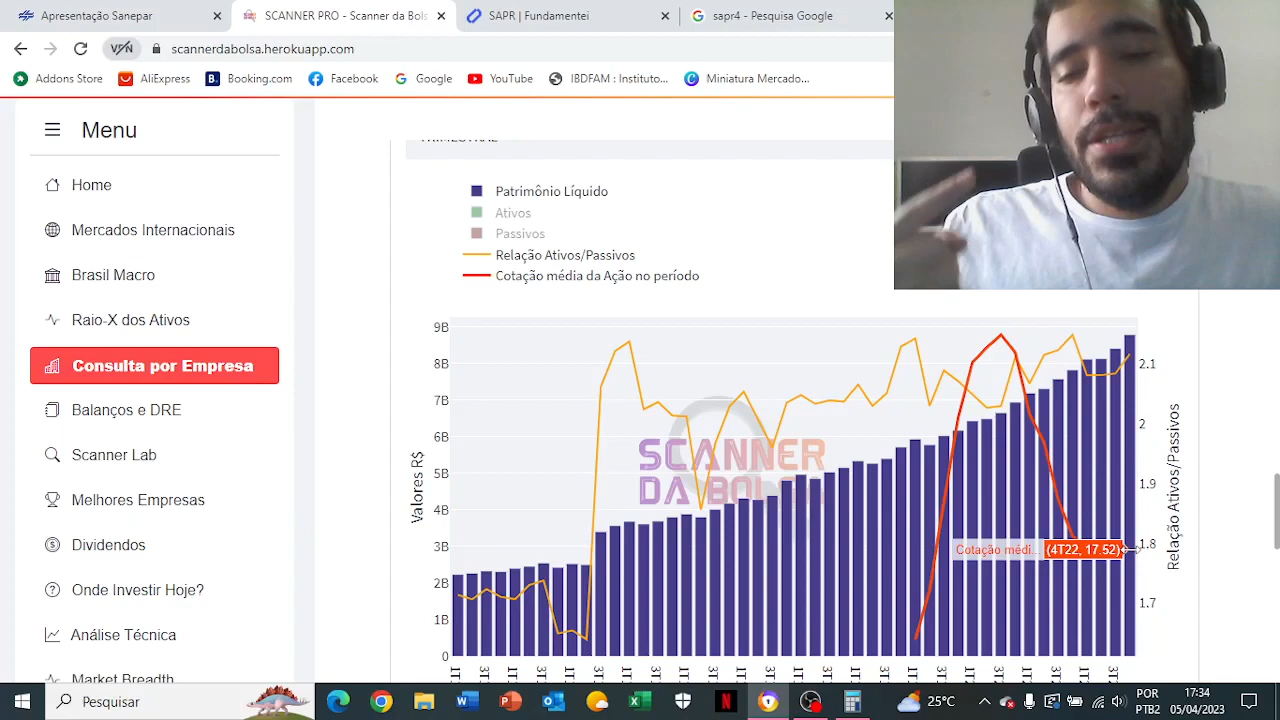 Apresentação Sanepar
SCANNER PRO - Scanner da Bols
SAPR | Fundamentei
sapr4 - Pesquisa Google
VPN
scannerdabolsa.herokuapp.com
Addons Store
AliExpress
Booking.com
Facebook
Google
YouTube
IBDFAM : Instituto...
Miniatura Mercado...
Menu
Home
Mercados Internacionais
Brasil Macro
Raio-X dos Ativos
Consulta por Empresa
Balanços e DRE
Scanner Lab
Melhores Empresas
Dividendos
Onde Investir Hoje?
Análise Técnica
Market Breadth
TRIMESTRAL
Patrimônio Líquido
Ativos
Passivos
Relação Ativos/Passivos
Cotação média da Ação no período
Valores R$
9B
8B
7B
6B
5B
4B
3B
2B
1B
0
SCANNER
DA BOLSA
Cotação médi... (4T22, 17.52)
2.1
2
1.9
1.8
1.7
Relação Ativos/Passivos
Pesquisar
25°C
POR
PTB2
17:34
05/04/2023